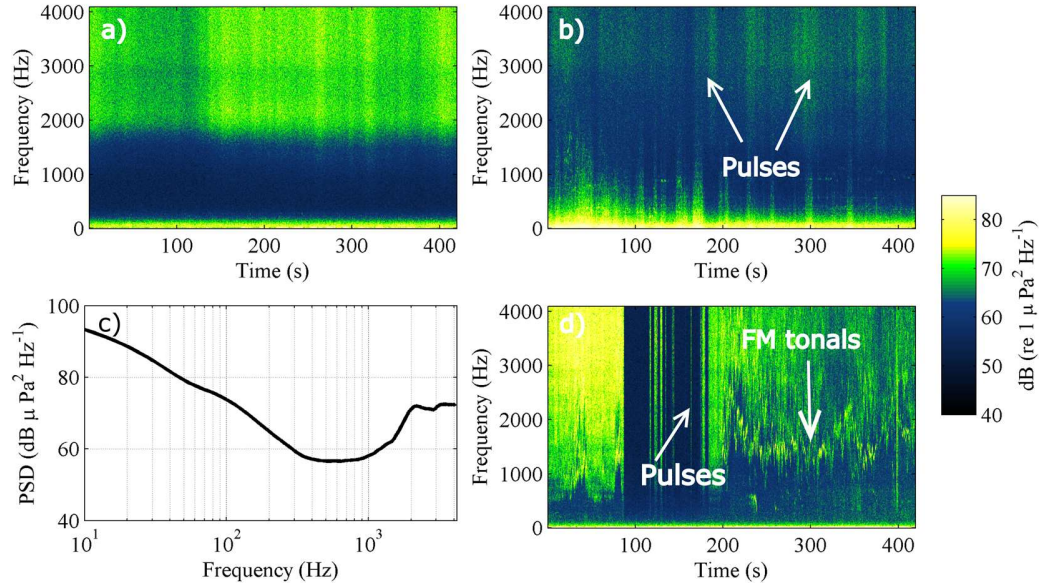 a)
Frequency (Hz)
4000
3000
2000
1000
0
100
200
300
400
Time (s)
b)
Frequency (Hz)
4000
3000
2000
1000
0
Pulses
100
200
300
400
Time (s)
c)
PSD (dB μ Pa² Hz⁻¹)
100
80
60
40
10¹
10²
10³
Frequency (Hz)
d)
Frequency (Hz)
4000
3000
2000
1000
0
FM tonals
Pulses
100
200
300
400
Time (s)
80
70
60
50
40
dB (re 1 μ Pa² Hz⁻¹)